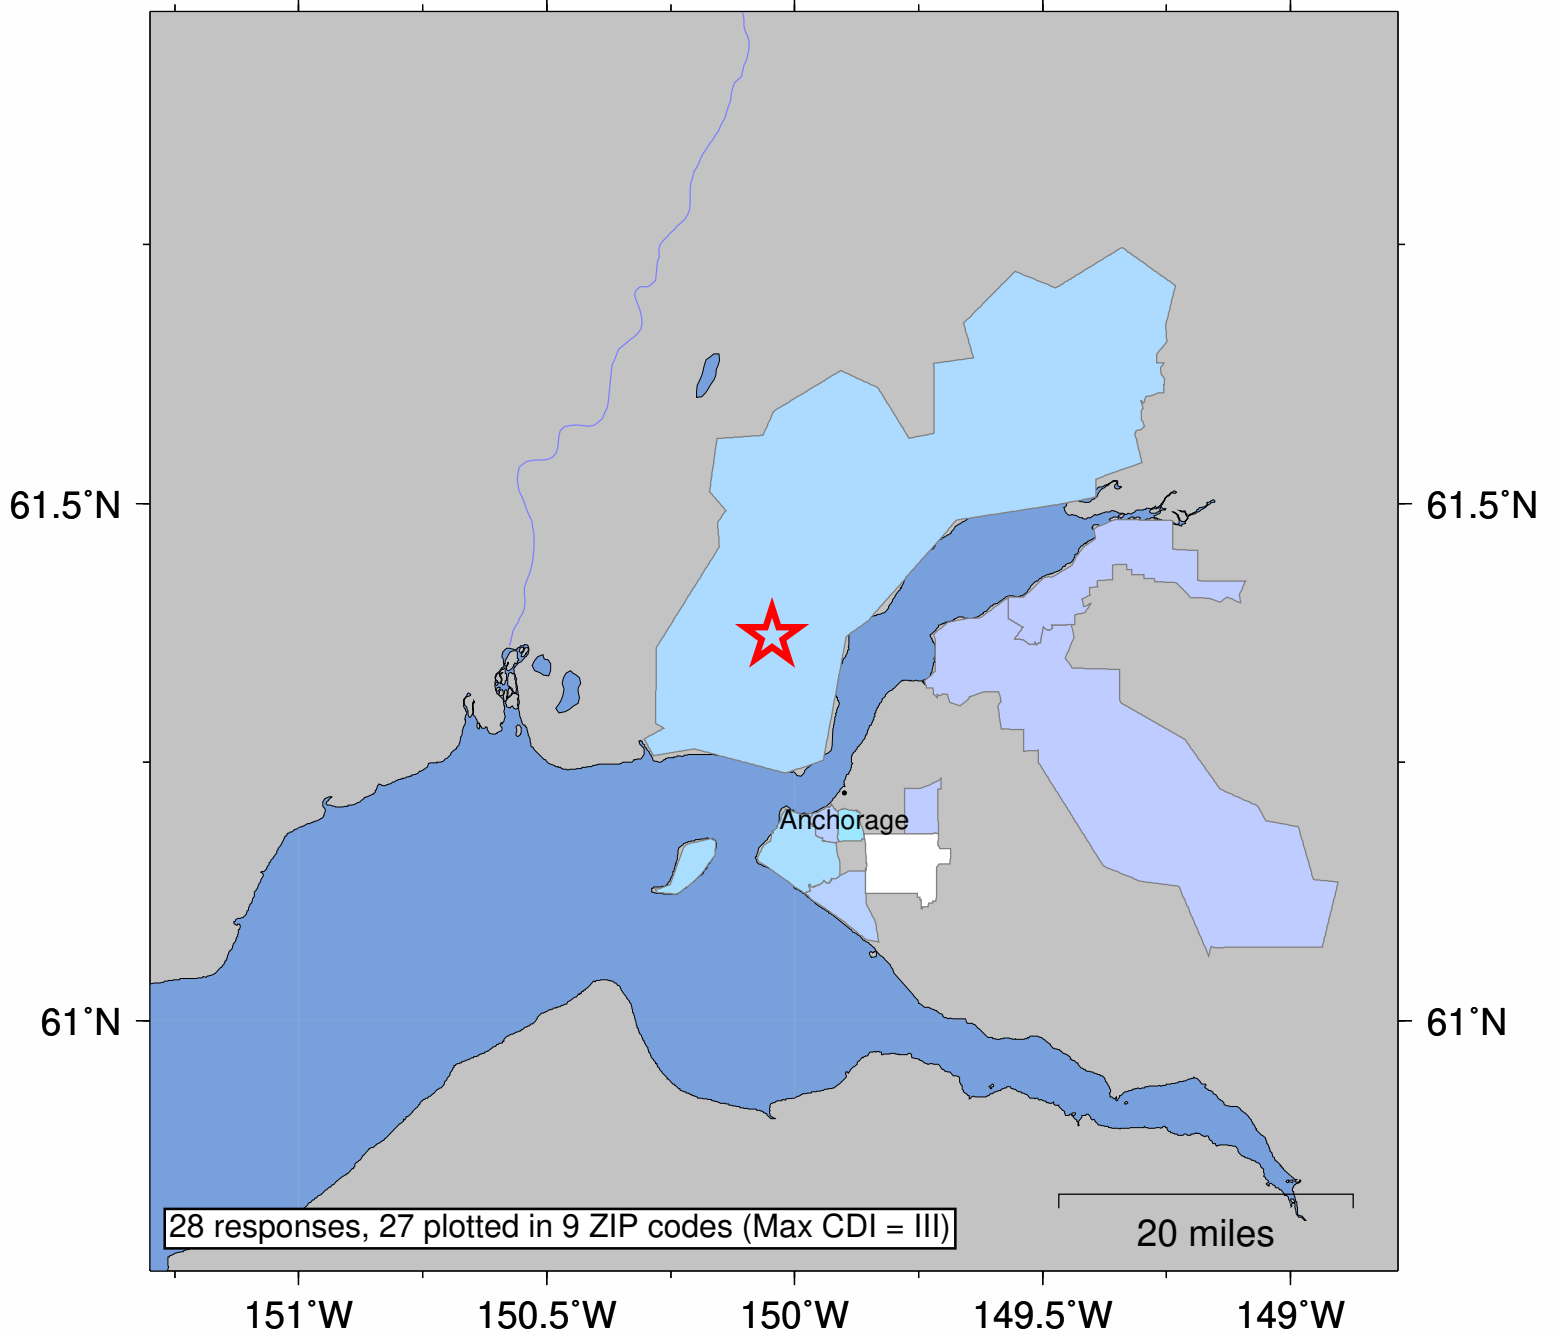 61.5°N
61.5°N
Anchorage
61°N
61°N
28 responses, 27 plotted in 9 ZIP codes (Max CDI = III)
20 miles
151°W
150.5°W
150°W
149.5°W
149°W